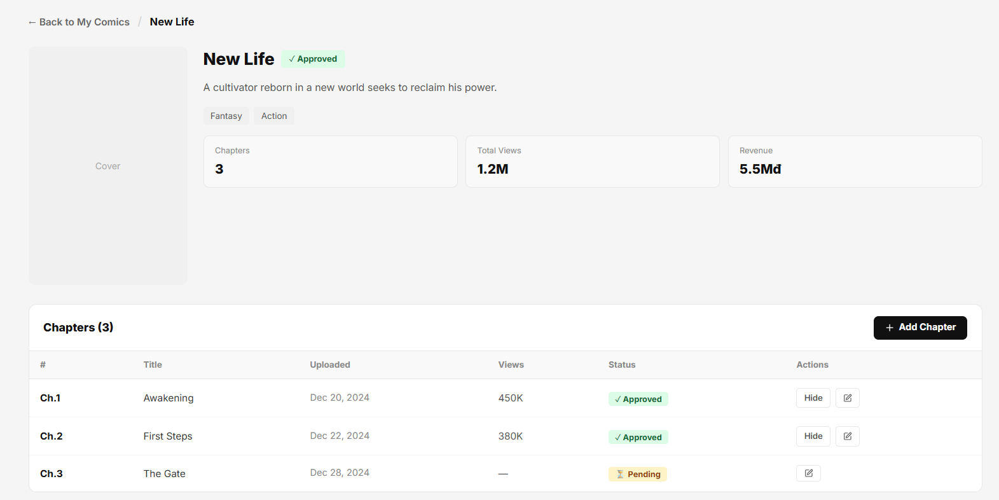 ← Back to My Comics / New Life
New Life ✓ Approved
A cultivator reborn in a new world seeks to reclaim his power.
Fantasy Action
Cover
Chapters Total Views Revenue
3 1.2M 5.5Mđ
Chapters (3) + Add Chapter
# Title Uploaded Views Status Actions
Ch.1 Awakening Dec 20, 2024 450K ✓ Approved Hide
Ch.2 First Steps Dec 22, 2024 380K ✓ Approved Hide
Ch.3 The Gate Dec 28, 2024 — ⏳ Pending